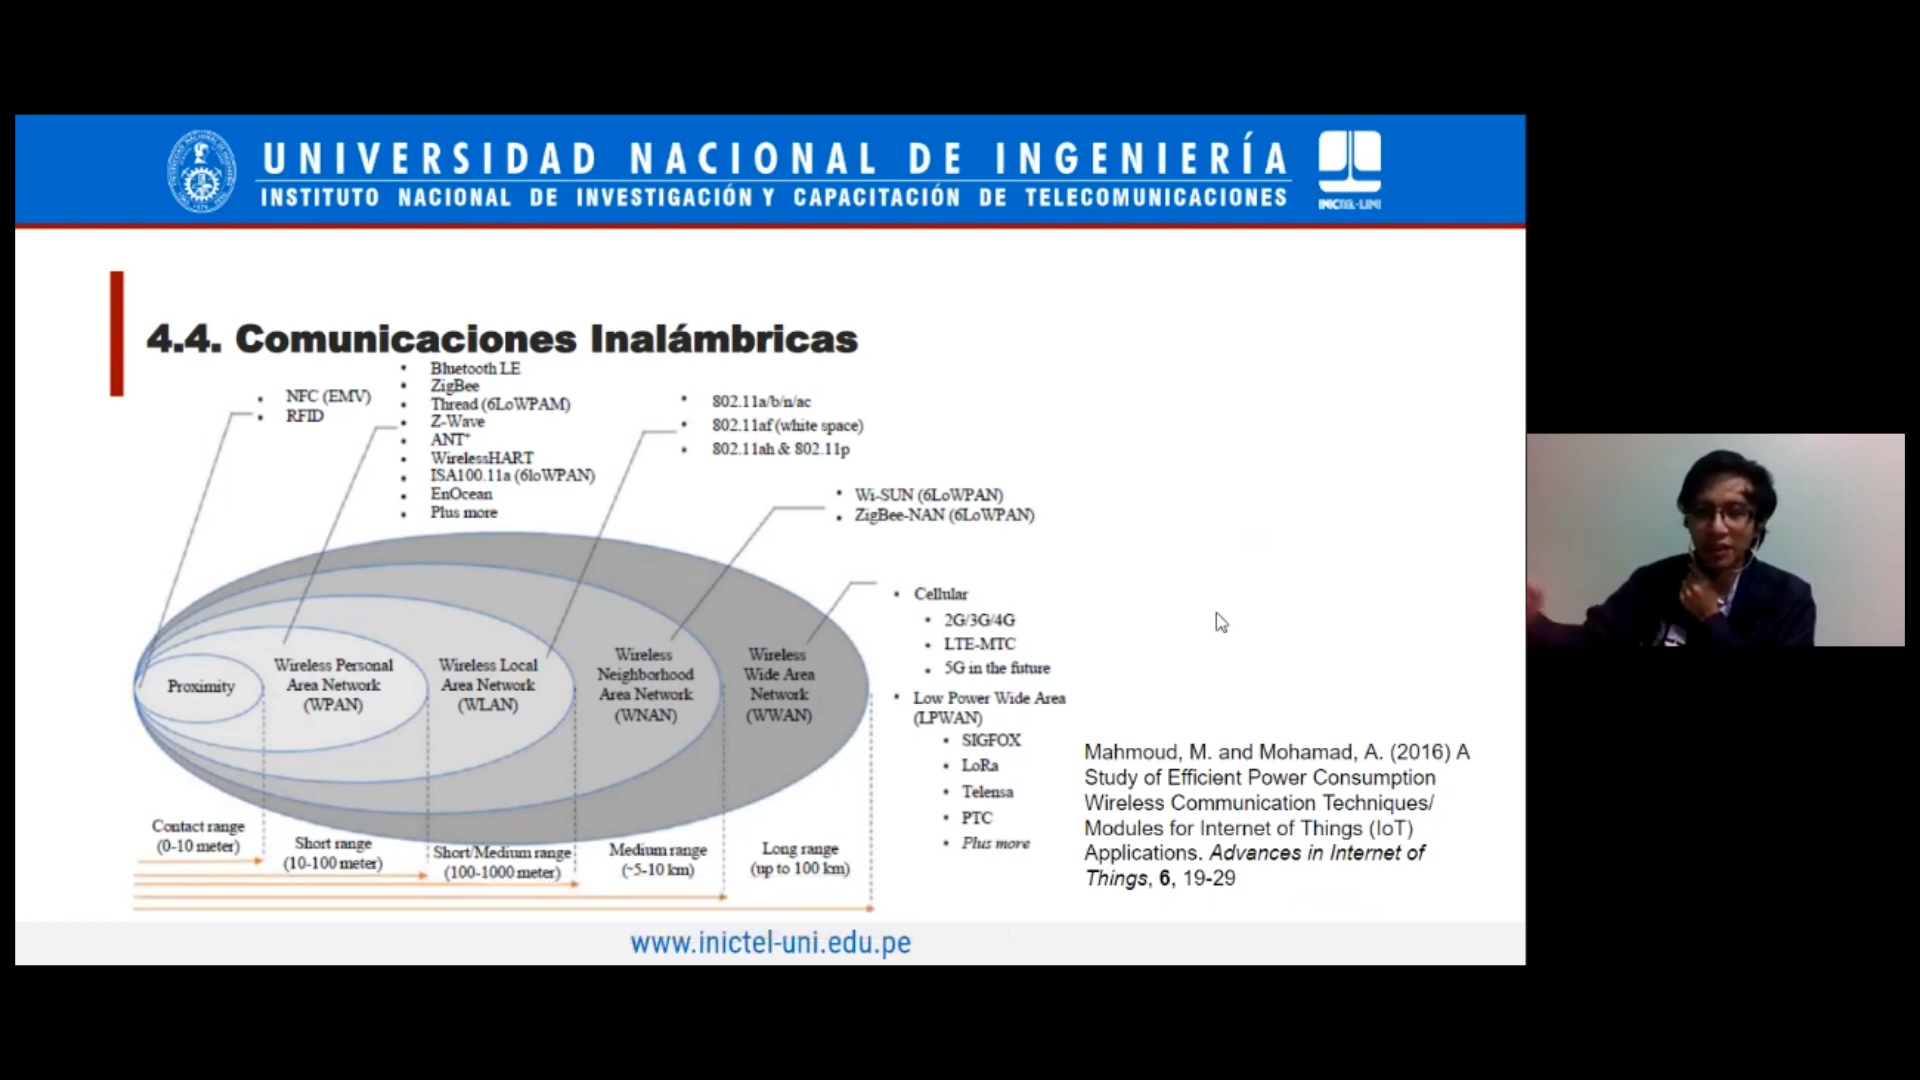 UNIVERSIDAD NACIONAL DE INGENIERÍA
INSTITUTO NACIONAL DE INVESTIGACIÓN Y CAPACITACIÓN DE TELECOMUNICACIONES
INICTEL-UNI
4.4. Comunicaciones Inalámbricas
• NFC (EMV)
• RFID
• Bluetooth LE
• ZigBee
• Thread (6LoWPAM)
• Z-Wave
• ANT+
• WirelessHART
• ISA100.11a (6loWPAN)
• EnOcean
• Plus more
• 802.11a/b/n/ac
• 802.11af (white space)
• 802.11ah & 802.11p
• Wi-SUN (6LoWPAN)
• ZigBee-NAN (6LoWPAN)
• Cellular
• 2G/3G/4G
• LTE-MTC
• 5G in the future
• Low Power Wide Area
(LPWAN)
• SIGFOX
• LoRa
• Telensa
• PTC
• Plus more
Proximity
Wireless Personal
Area Network
(WPAN)
Wireless Local
Area Network
(WLAN)
Wireless
Neighborhood
Area Network
(WNAN)
Wireless
Wide Area
Network
(WWAN)
Contact range
(0-10 meter)
Short range
(10-100 meter)
Short/Medium range
(100-1000 meter)
Medium range
(~5-10 km)
Long range
(up to 100 km)
Mahmoud, M. and Mohamad, A. (2016) A
Study of Efficient Power Consumption
Wireless Communication Techniques/
Modules for Internet of Things (IoT)
Applications. Advances in Internet of
Things, 6, 19-29
www.inictel-uni.edu.pe